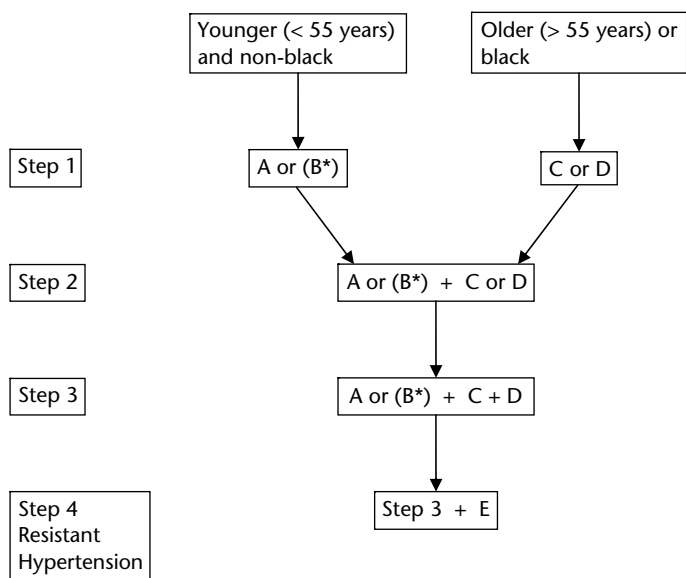 Younger (< 55 years)
and non-black
Older (> 55 years) or
black
Step 1
A or (B*)
C or D
Step 2
A or (B*) + C or D
Step 3
A or (B*) + C + D
Step 4
Resistant
Hypertension
Step 3 + E